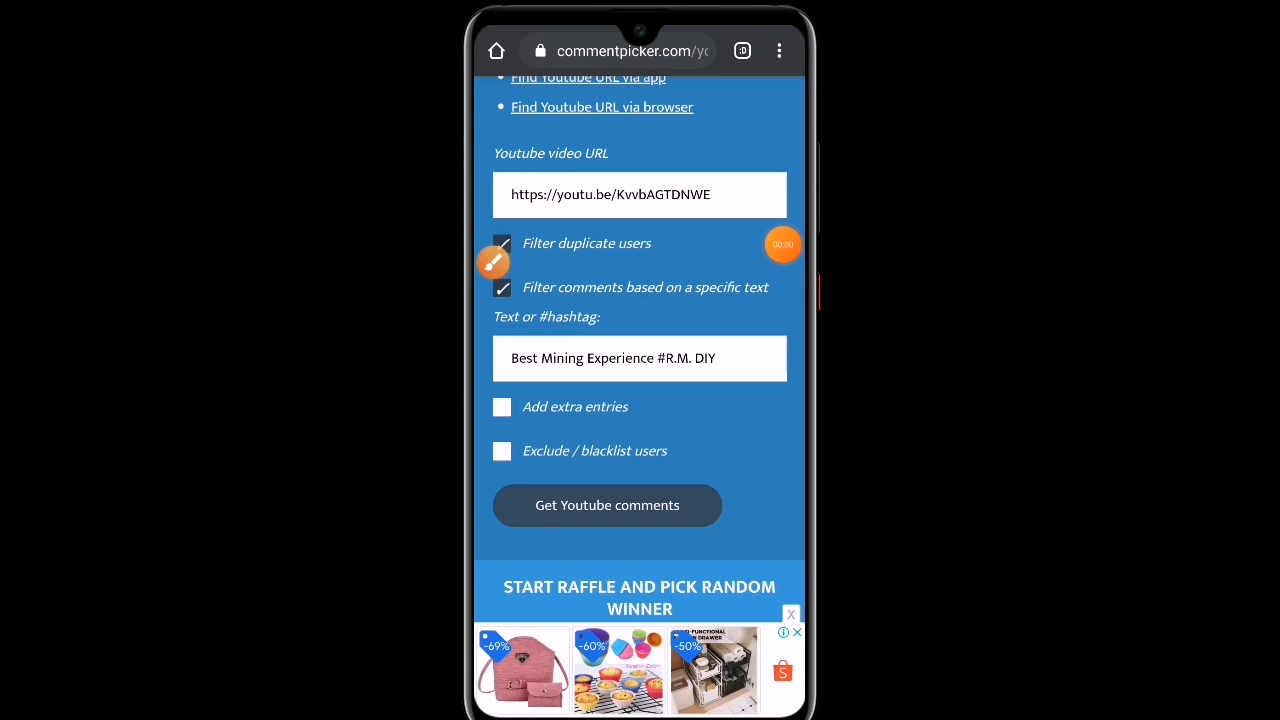 commentpicker.com/yo
:D
Find Youtube URL via app
Find Youtube URL via browser
Youtube video URL
https://youtu.be/KvvbAGTDNWE
Filter duplicate users
00:00
Filter comments based on a specific text
Text or #hashtag:
Best Mining Experience #R.M. DIY
Add extra entries
Exclude / blacklist users
Get Youtube comments
START RAFFLE AND PICK RANDOM
WINNER
X
-69%
-60%
-50%
Random Color